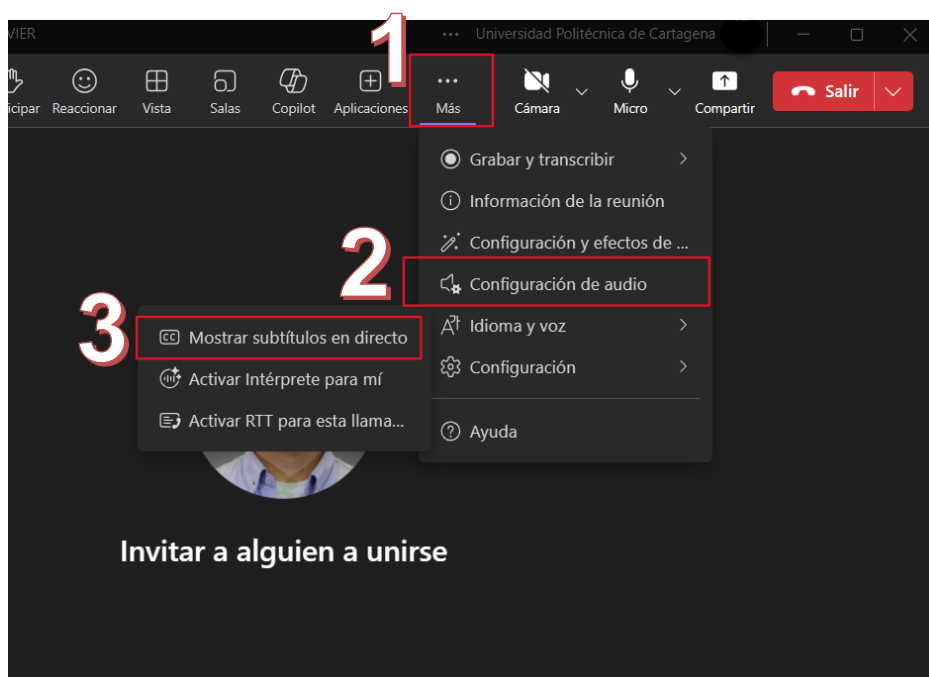 VIER
Universidad Politécnica de Cartagena
1
icipar
Reaccionar
Vista
Salas
Copilot
Aplicaciones
Más
Cámara
Micro
Compartir
Salir
Grabar y transcribir
Información de la reunión
Configuración y efectos de ...
2
Configuración de audio
3
Mostrar subtítulos en directo
Idioma y voz
Activar Intérprete para mí
Configuración
Activar RTT para esta llama...
Ayuda
Invitar a alguien a unirse